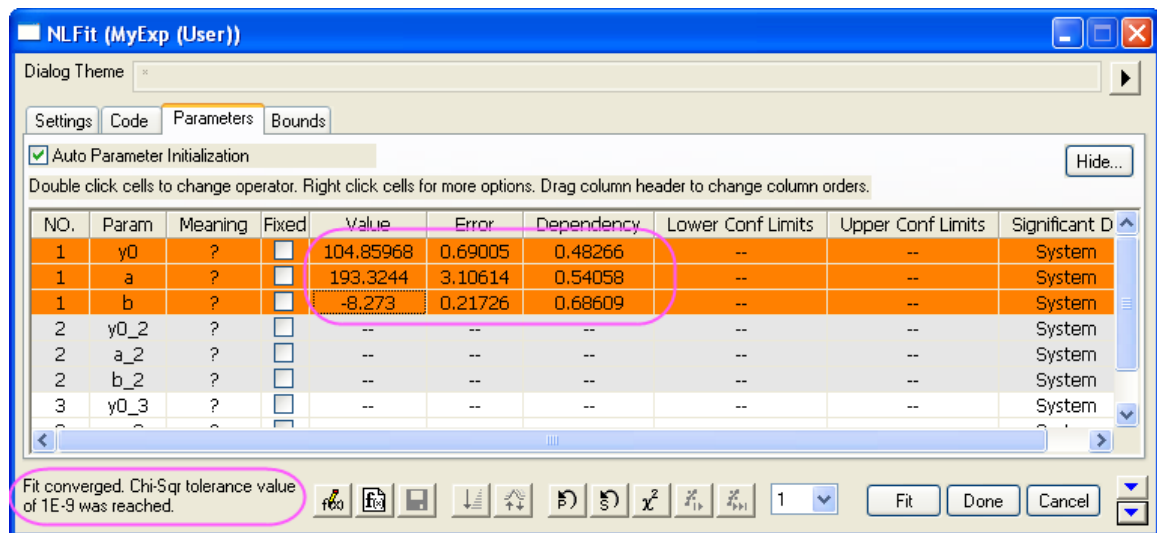 NLFit (MyExp (User))
Dialog Theme
Settings Code Parameters Bounds
Auto Parameter Initialization
Hide...
Double click cells to change operator. Right click cells for more options. Drag column header to change column orders.
NO. Param Meaning Fixed Value Error Dependency Lower Conf Limits Upper Conf Limits Significant D
1 y0 ? 104.85968 0.69005 0.48266 -- -- System
1 a ? 193.3244 3.10614 0.54058 -- -- System
1 b ? -8.273 0.21726 0.68609 -- -- System
2 y0_2 ? -- -- -- -- -- System
2 a_2 ? -- -- -- -- -- System
2 b_2 ? -- -- -- -- -- System
3 y0_3 ? -- -- -- -- -- System
Fit converged. Chi-Sqr tolerance value
of 1E-9 was reached.
1
Fit Done Cancel